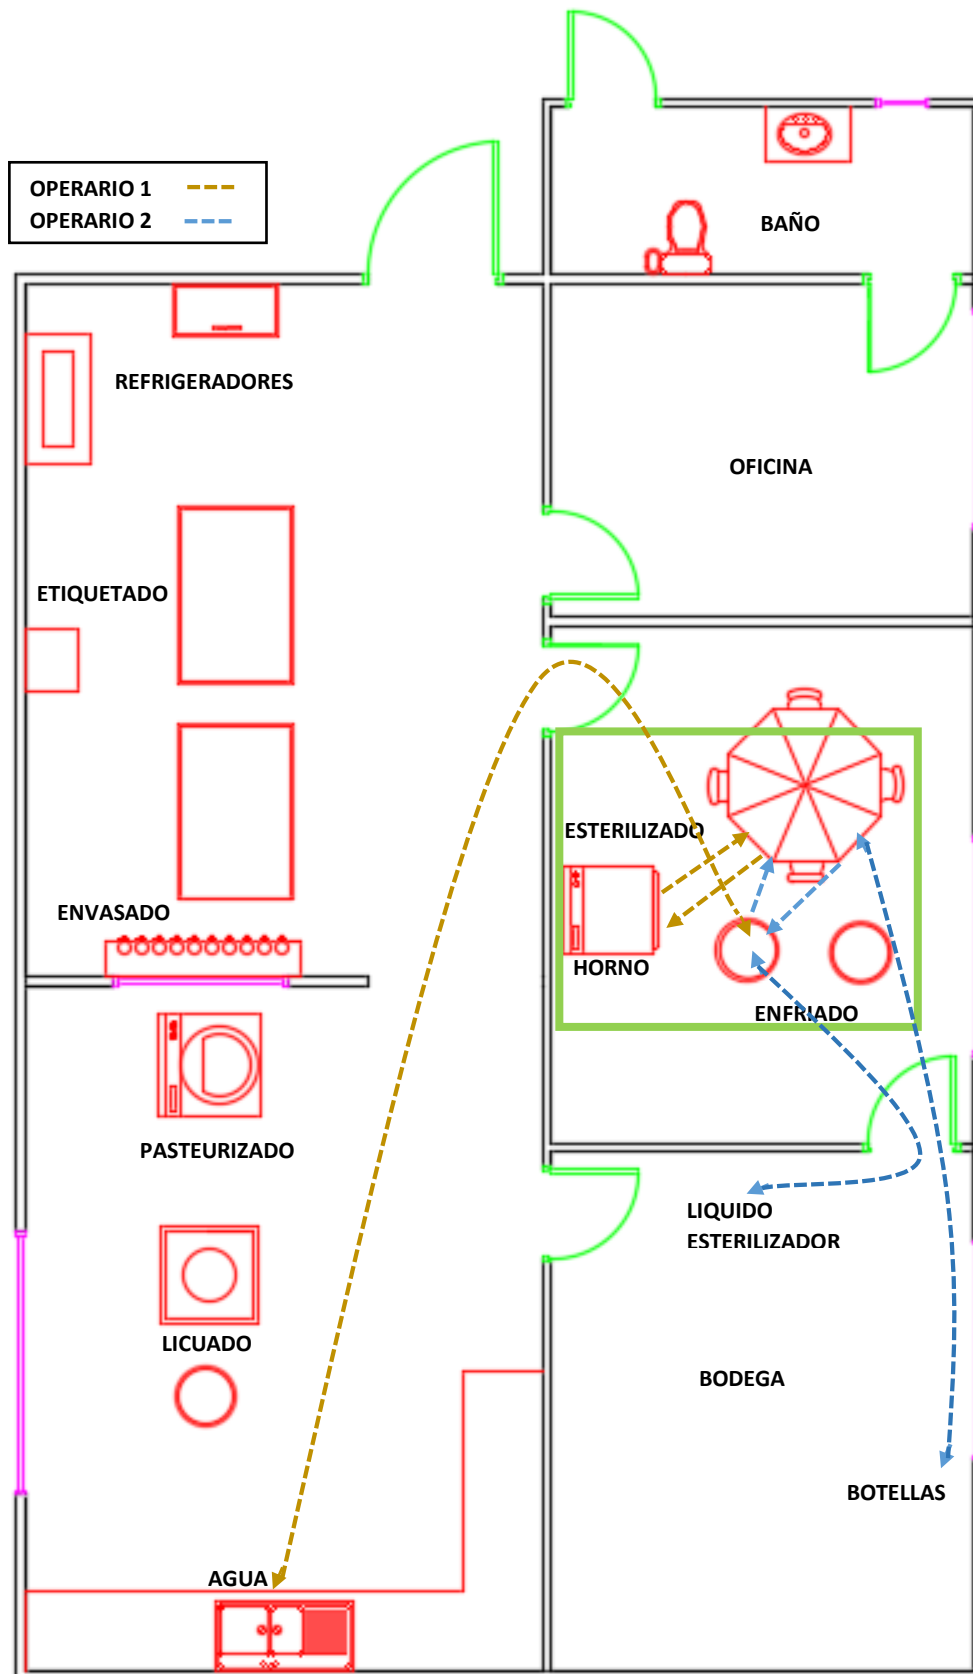 OPERARIO 1
OPERARIO 2
BAÑO
REFRIGERADORES
OFICINA
ETIQUETADO
ESTERILIZADO
ENVASADO
HORNO
ENFRIADO
PASTEURIZADO
LIQUIDO
ESTERILIZADOR
LICUADO
BODEGA
BOTELLAS
AGUA